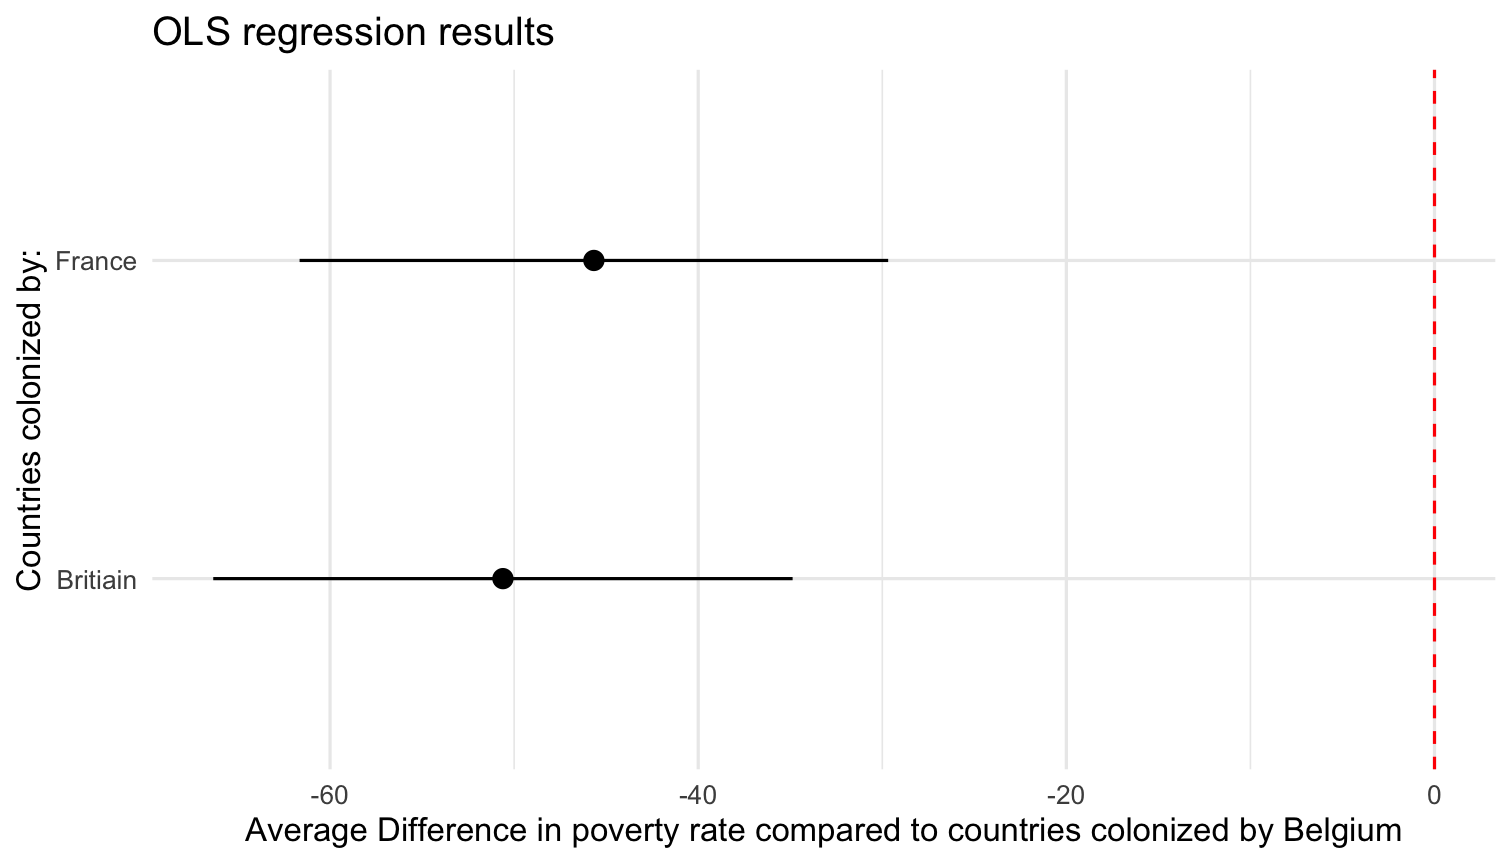 OLS regression results
Countries colonized by:
France
Britiain
-60
-40
-20
0
Average Difference in poverty rate compared to countries colonized by Belgium